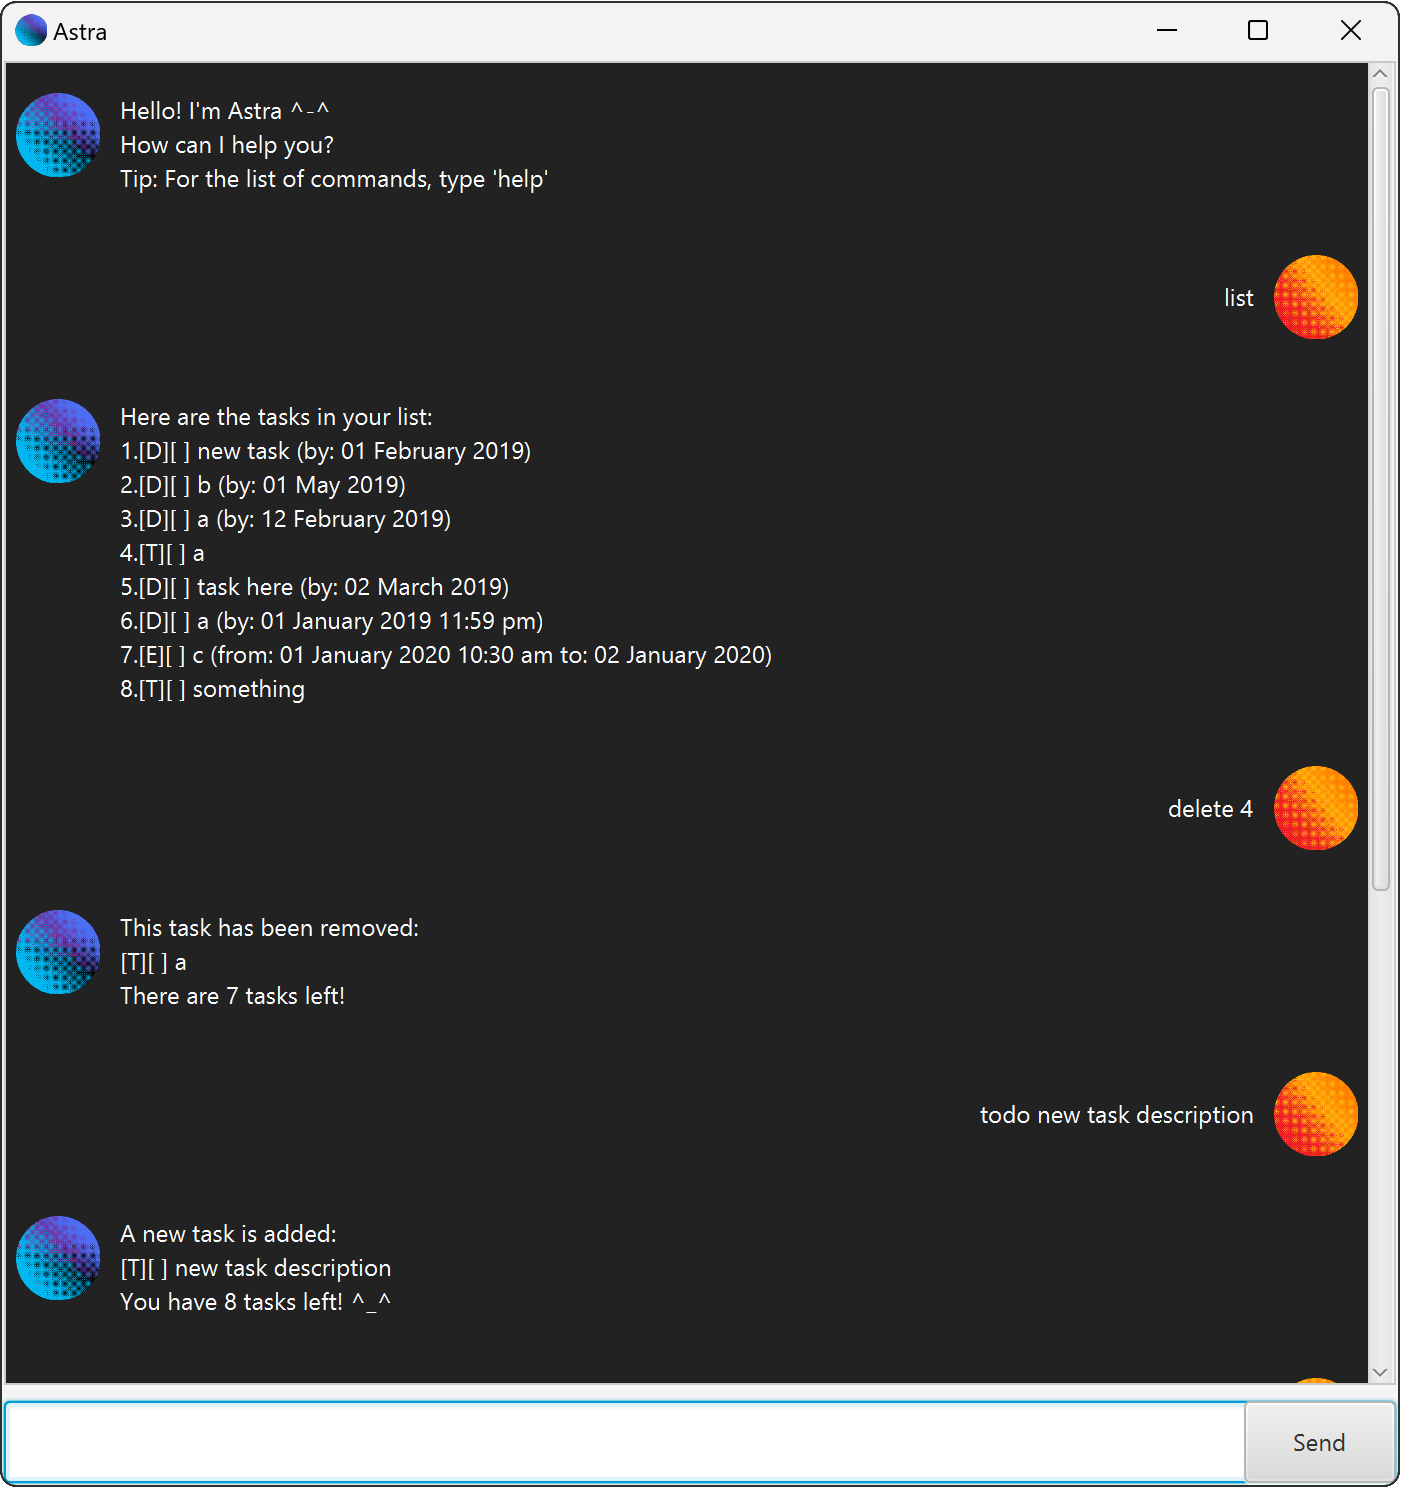 Astra
Hello! I'm Astra ^-^
How can I help you?
Tip: For the list of commands, type 'help'
list
Here are the tasks in your list:
1.[D][ ] new task (by: 01 February 2019)
2.[D][ ] b (by: 01 May 2019)
3.[D][ ] a (by: 12 February 2019)
4.[T][ ] a
5.[D][ ] task here (by: 02 March 2019)
6.[D][ ] a (by: 01 January 2019 11:59 pm)
7.[E][ ] c (from: 01 January 2020 10:30 am to: 02 January 2020)
8.[T][ ] something
delete 4
This task has been removed:
[T][ ] a
There are 7 tasks left!
todo new task description
A new task is added:
[T][ ] new task description
You have 8 tasks left! ^_^
Send